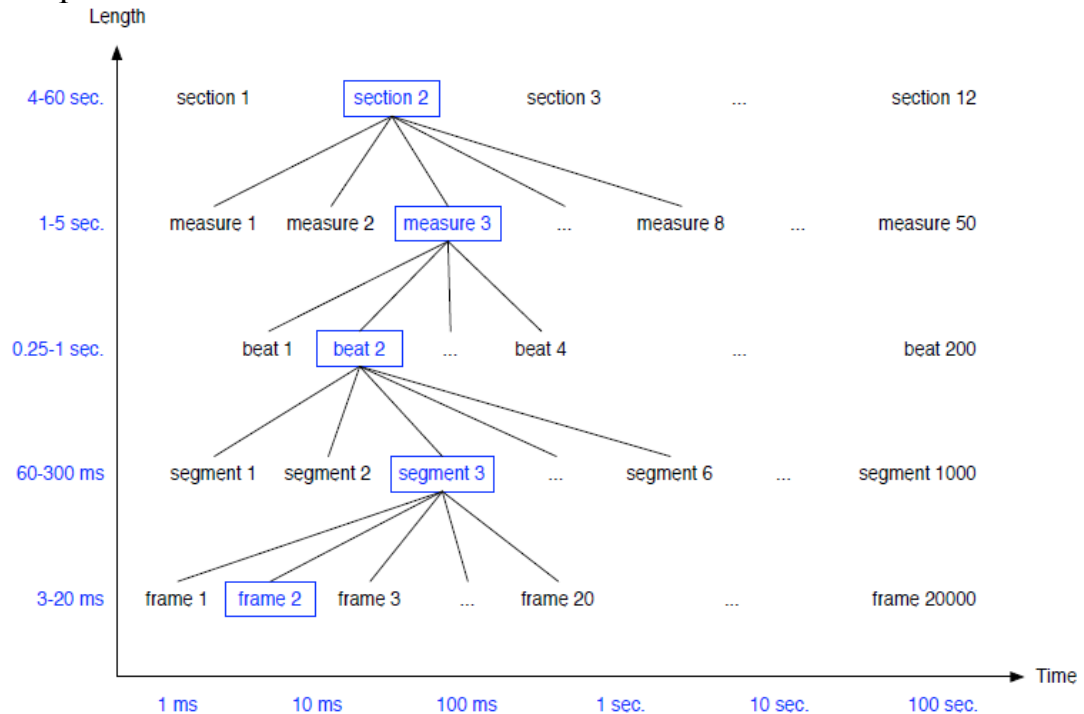 Length
4-60 sec. section 1 section 2 section 3 ... section 12
1-5 sec. measure 1 measure 2 measure 3 ... measure 8 ... measure 50
0.25-1 sec. beat 1 beat 2 ... beat 4 ... beat 200
60-300 ms segment 1 segment 2 segment 3 ... segment 6 ... segment 1000
3-20 ms frame 1 frame 2 frame 3 ... frame 20 ... frame 20000
Time
1 ms 10 ms 100 ms 1 sec. 10 sec. 100 sec.